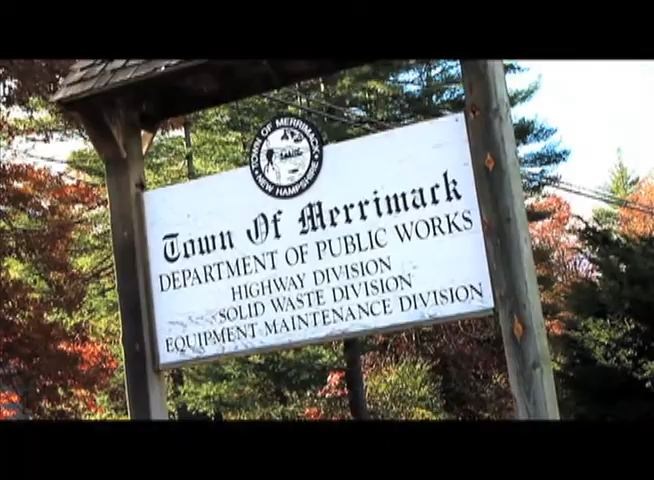 TOWN OF MERRIMACK
NEW HAMPSHIRE
Town Of Merrimack
DEPARTMENT OF PUBLIC WORKS
HIGHWAY DIVISION
SOLID WASTE DIVISION
EQUIPMENT MAINTENANCE DIVISION